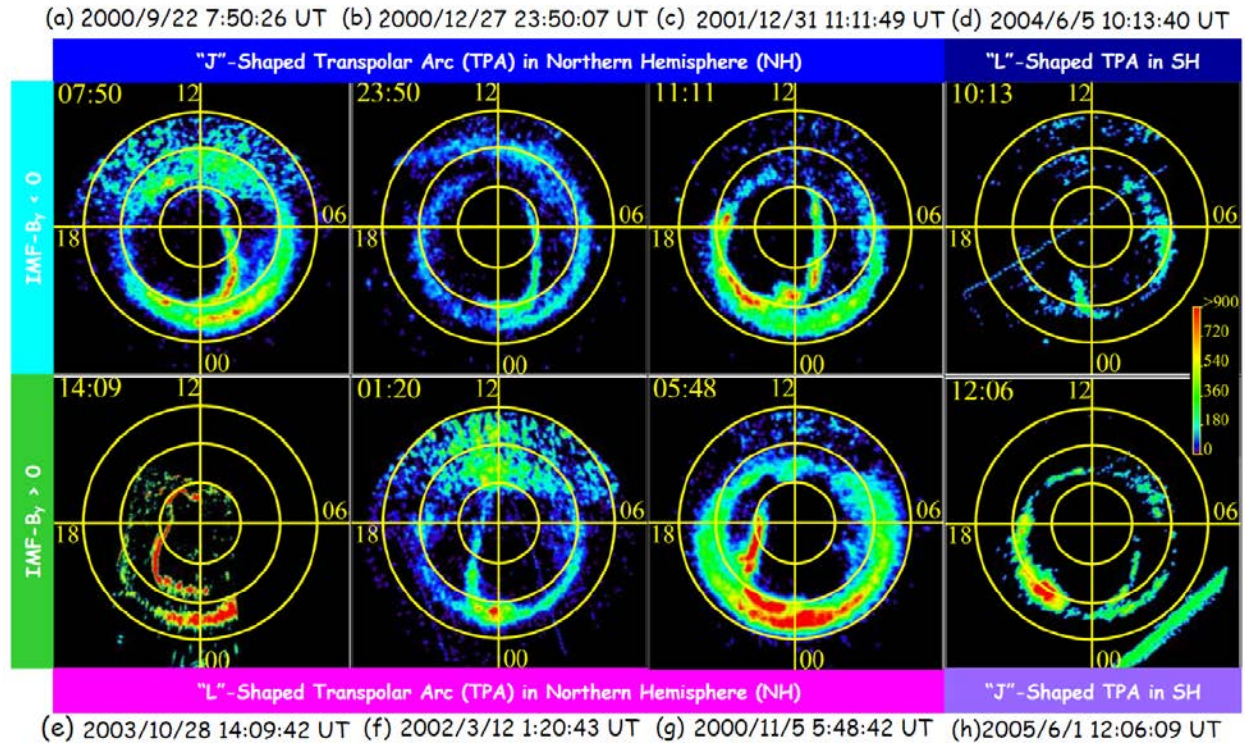 (a) 2000/9/22 7:50:26 UT (b) 2000/12/27 23:50:07 UT (c) 2001/12/31 11:11:49 UT (d) 2004/6/5 10:13:40 UT
"J"-Shaped Transpolar Arc (TPA) in Northern Hemisphere (NH) "L"-Shaped TPA in SH
IMF-By < 0
07:50 12 23:50 12 11:11 12 10:13 12
06 06 06 06
18 18 18 18
00 00 00 00
>900
720
540
360
180
0
IMF-By > 0
14:09 12 01:20 12 05:48 12 12:06 12
06 06 06 06
18 18 18 18
00 00 00 00
"L"-Shaped Transpolar Arc (TPA) in Northern Hemisphere (NH) "J"-Shaped TPA in SH
(e) 2003/10/28 14:09:42 UT (f) 2002/3/12 1:20:43 UT (g) 2000/11/5 5:48:42 UT (h)2005/6/1 12:06:09 UT